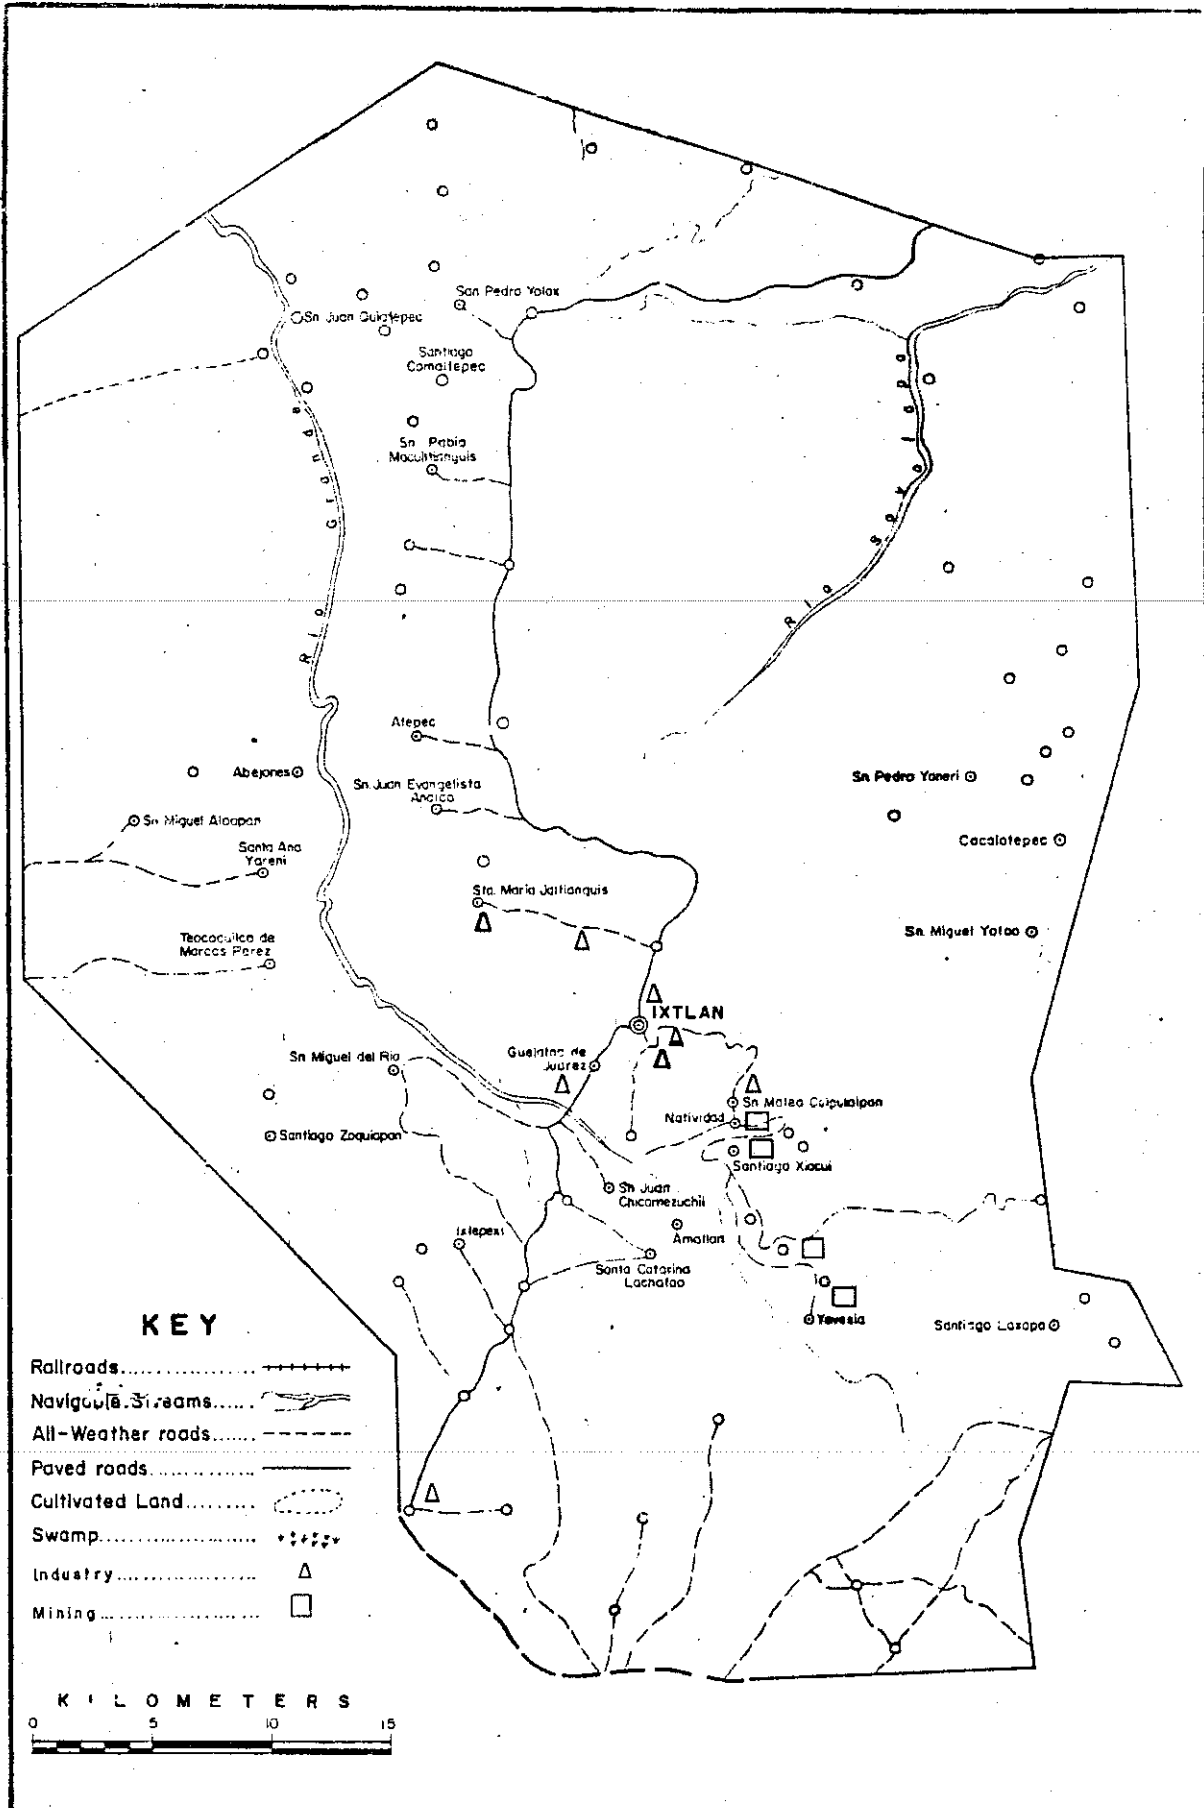 San Pedro Yolox
Sn Juan Quiotepec
Santiago
Comaltepec
Sn Pablo
Macuiltianguis
Rio Grande
Rio Soyalapa
Atepec
Abejones
Sn. Juan Evangelista
Analco
Sn Pedro Yaneri
Sn Miguel Aloapan
Santa Ana
Yareni
Cacalotepec
Sta. Maria Jaltianguis
Sn. Miguel Yotao
Teococuilco de
Marcos Perez
IXTLAN
Guelatao de
Juarez
Sn Miguel del Rio
Sn Mateo Calpulalpan
Natividad
Santiago Zoquiapan
Santiago Xiacui
Sn Juan
Chicomezuchil
Ixtepexi
Amatlan
Santa Catarina
Lachatao
Yavesia
Santiago Laxopa
KEY
Railroads
Navigable Streams
All-Weather roads
Paved roads
Cultivated Land
Swamp
Industry
Mining
KILOMETERS
0 5 10 15